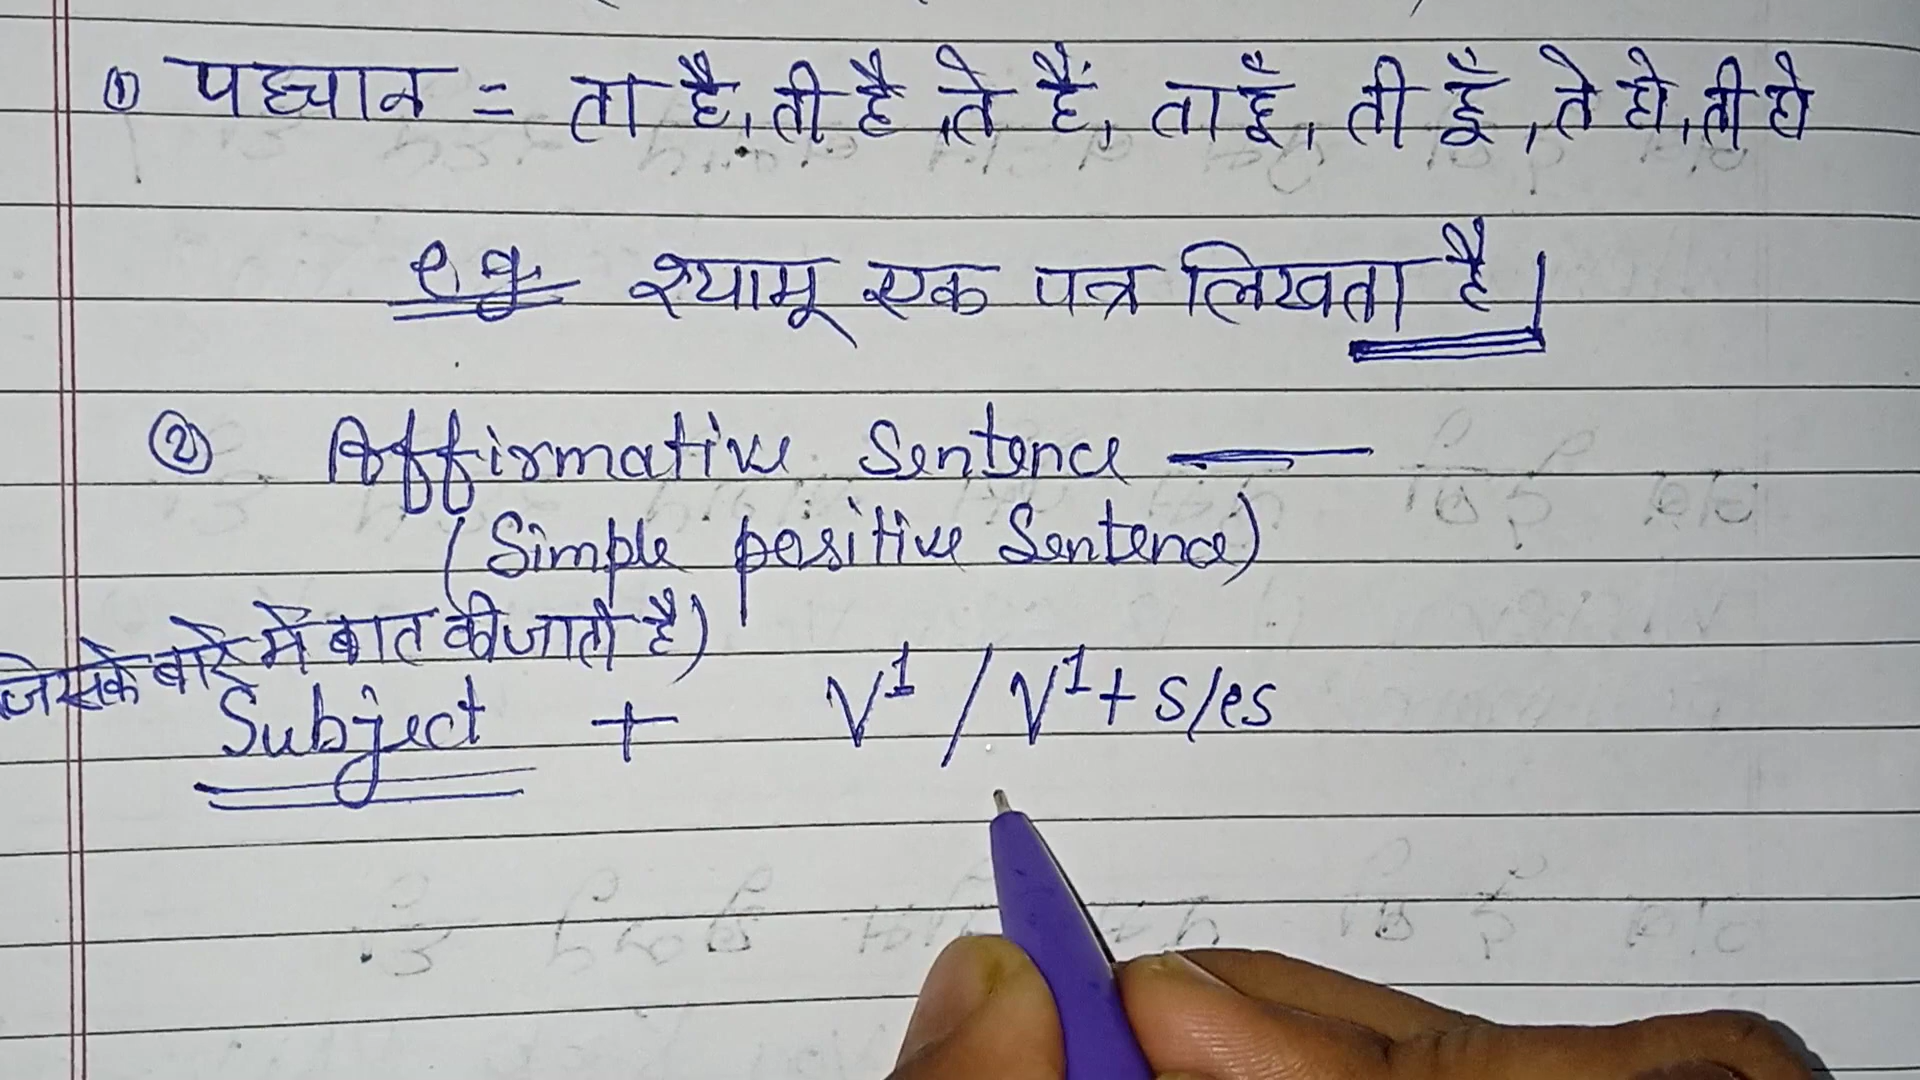 ① पहचान = ता है, ती है, ते हैं, ता हूँ, ती हूँ, ते हो, ती हो
e.g. श्यामू एक पत्र लिखता है।
② Affirmative Sentence —
(Simple positive Sentence)
जिसके बारे में बात की जाती है)
Subject + V¹ / V¹ + s/es